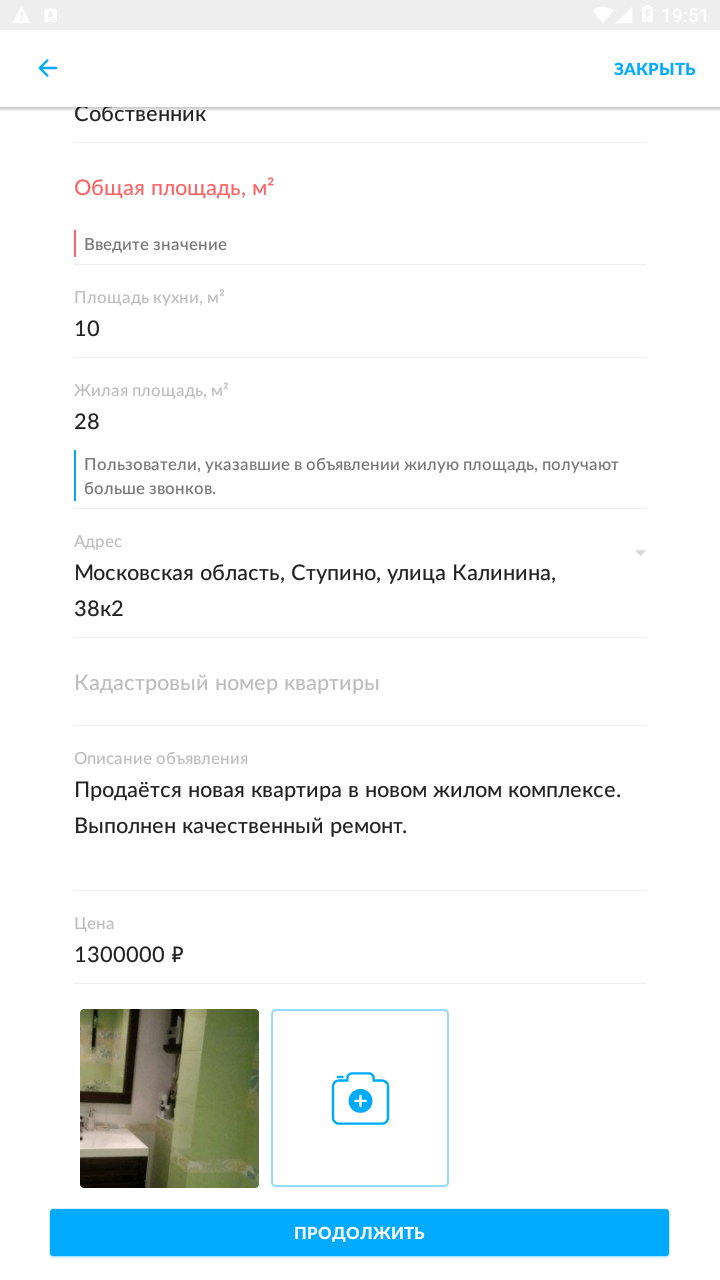 19:51
ЗАКРЫТЬ
Собственник
Общая площадь, м²
Введите значение
Площадь кухни, м²
10
Жилая площадь, м²
28
Пользователи, указавшие в объявлении жилую площадь, получают
больше звонков.
Адрес
Московская область, Ступино, улица Калинина,
38к2
Кадастровый номер квартиры
Описание объявления
Продаётся новая квартира в новом жилом комплексе.
Выполнен качественный ремонт.
Цена
1300000 ₽
ПРОДОЛЖИТЬ